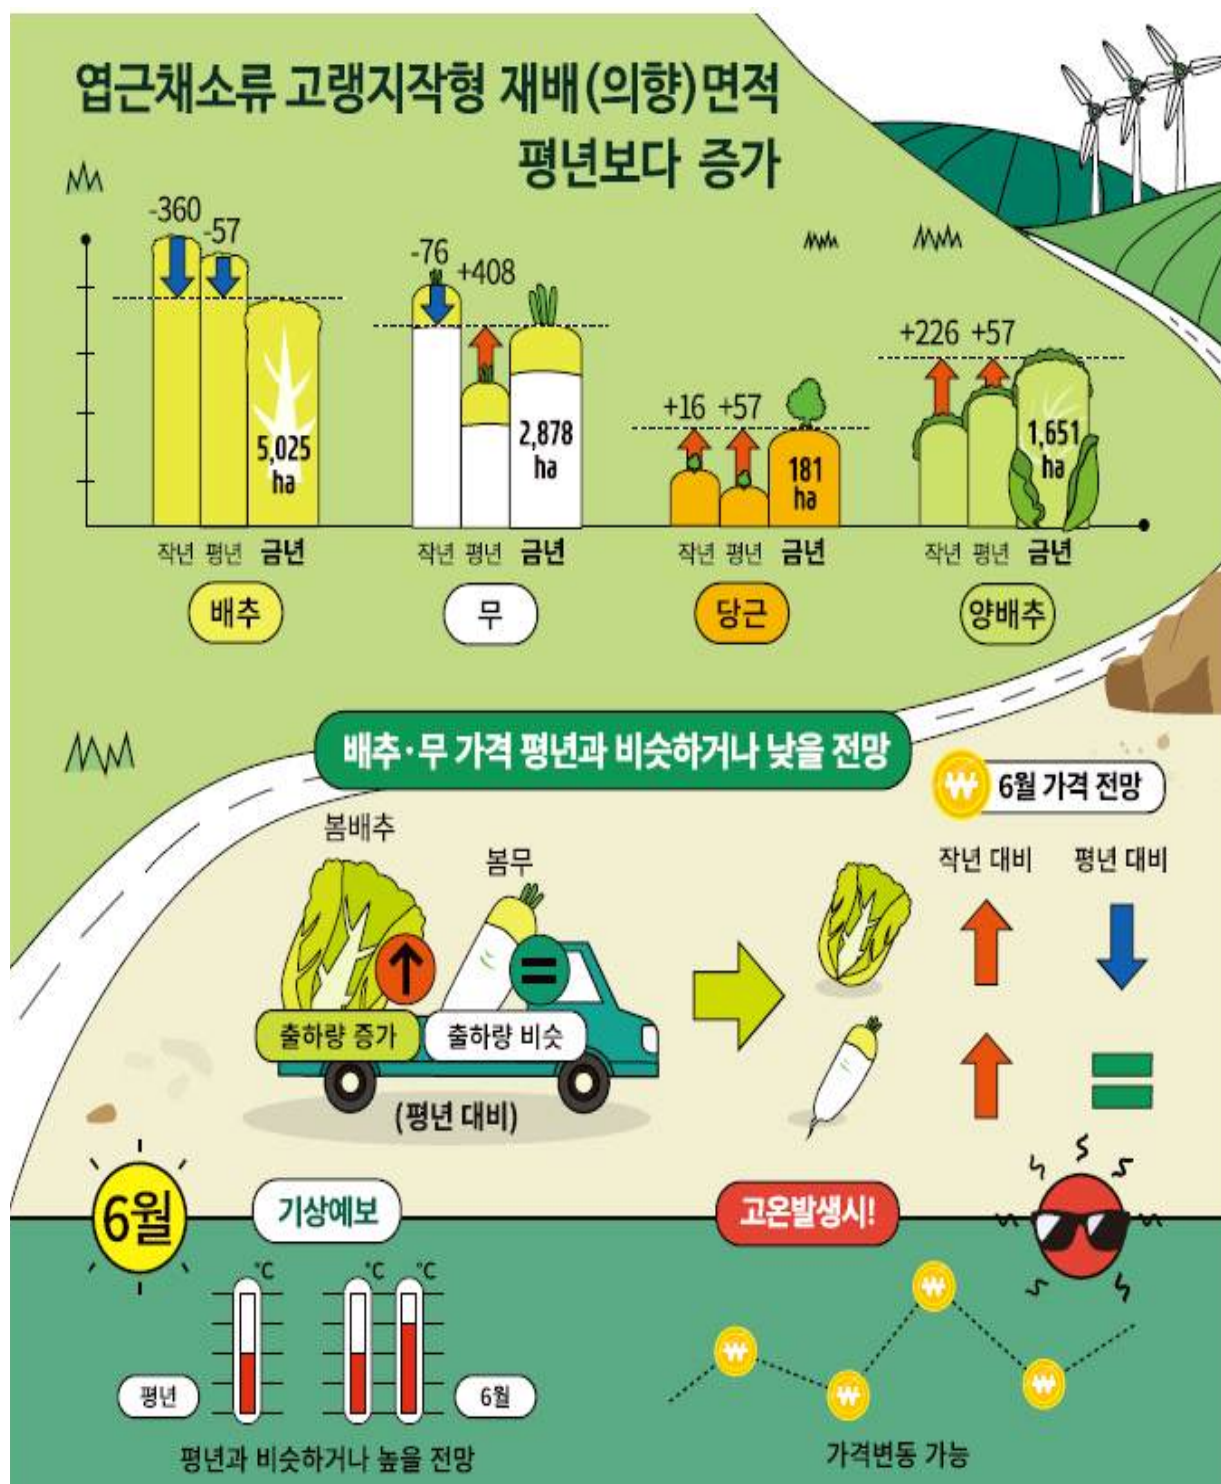 엽근채소류 고랭지작형 재배(의향)면적
평년보다 증가
-360
-57
-76
+408
+16 +57
+226 +57
5,025
ha
2,878
ha
181
ha
1,651
ha
작년 평년 금년
작년 평년 금년
작년 평년 금년
작년 평년 금년
배추
무
당근
양배추
배추·무 가격 평년과 비슷하거나 낮을 전망
₩ 6월 가격 전망
작년 대비 평년 대비
봄배추
봄무
출하량 증가
출하량 비슷
(평년 대비)
6월
기상예보
°C
°C
°C
평년
6월
평년과 비슷하거나 높을 전망
고온발생시!
₩
₩
₩
₩
가격변동 가능